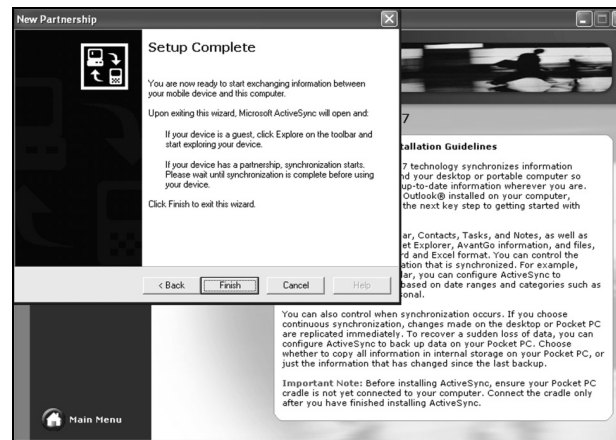 New Partnership
Setup Complete
You are now ready to start exchanging information between
your mobile device and this computer.
Upon exiting this wizard, Microsoft ActiveSync will open and:
If your device is a guest, click Explore on the toolbar and
start exploring your device.
If your device has a partnership, synchronization starts.
Please wait until synchronization is complete before using
your device.
Click Finish to exit this wizard.
< Back
Finish
Cancel
Help
7
tallation Guidelines
7 technology synchronizes information
nd your desktop or portable computer so
up-to-date information wherever you are.
Outlook® installed on your computer,
the next key step to getting started with
ar, Contacts, Tasks, and Notes, as well as
et Explorer, AvantGo information, and files,
rd and Excel format. You can control the
ation that is synchronized. For example,
lar, you can configure ActiveSync to
based on date ranges and categories such as
sonal.
You can also control when synchronization occurs. If you choose
continuous synchronization, changes made on the desktop or Pocket PC
are replicated immediately. To recover a sudden loss of data, you can
configure ActiveSync to back up data on your Pocket PC. Choose
whether to copy all information in internal storage on your Pocket PC, or
just the information that has changed since the last backup.
Important Note: Before installing ActiveSync, ensure your Pocket PC
cradle is not yet connected to your computer. Connect the cradle only
after you have finished installing ActiveSync.
Main Menu